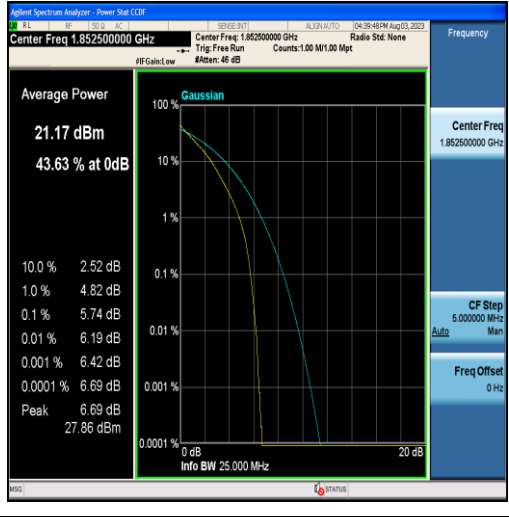 Agilent Spectrum Analyzer - Power Stat CCDF
RL RF 50 Ω AC SENSE:INT ALIGN AUTO 04:39:48 PM Aug 03, 2023
Center Freq 1.852500000 GHz
Center Freq: 1.852500000 GHz Radio Std: None
Trig: Free Run Counts:1.00 M/1.00 Mpt
#IFGain:Low #Atten: 46 dB
Frequency
Average Power
21.17 dBm
43.63 % at 0dB
10.0 % 2.52 dB
1.0 % 4.82 dB
0.1 % 5.74 dB
0.01 % 6.19 dB
0.001 % 6.42 dB
0.0001 % 6.69 dB
Peak 6.69 dB
27.86 dBm
Gaussian
100 %
10 %
1 %
0.1 %
0.01 %
0.001 %
0.0001 %
0 dB 20 dB
Info BW 25.000 MHz
Center Freq
1.852500000 GHz
CF Step
5.000000 MHz
Auto Man
Freq Offset
0 Hz
MSG STATUS